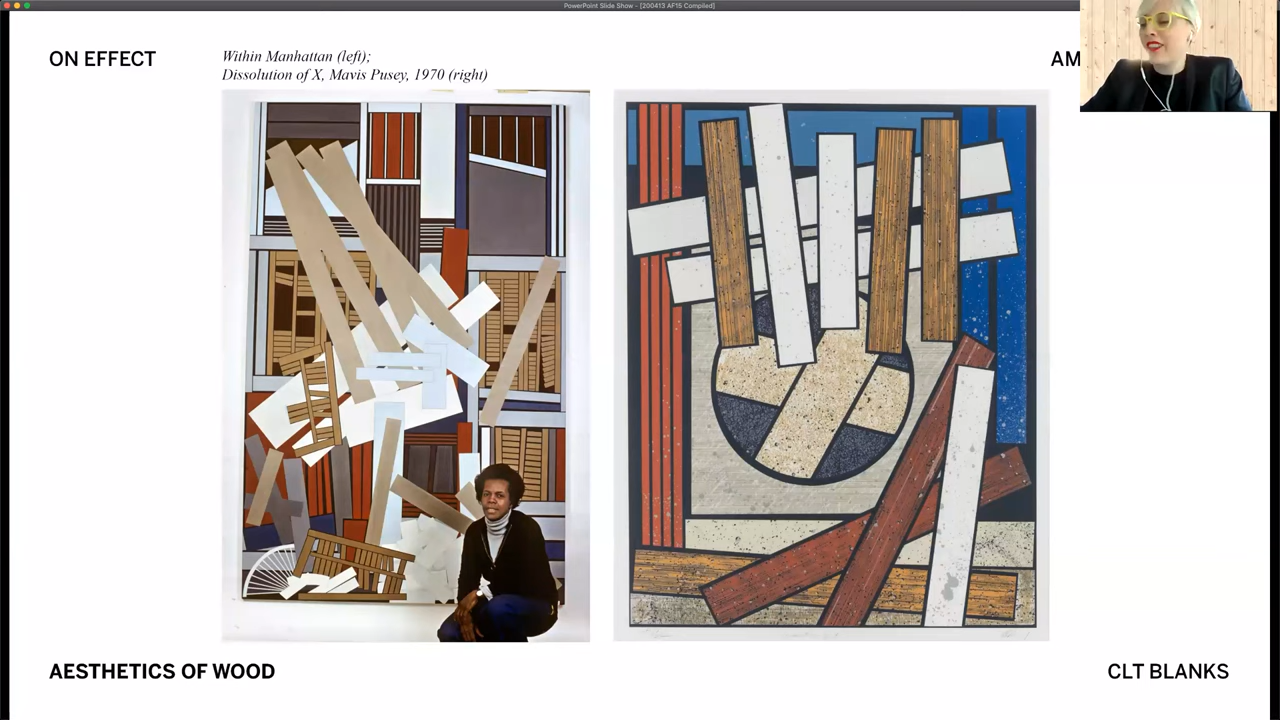 PowerPoint Slide Show - [200413 AF15 Compiled]
ON EFFECT
Within Manhattan (left);
Dissolution of X, Mavis Pusey, 1970 (right)
AM
AESTHETICS OF WOOD
CLT BLANKS